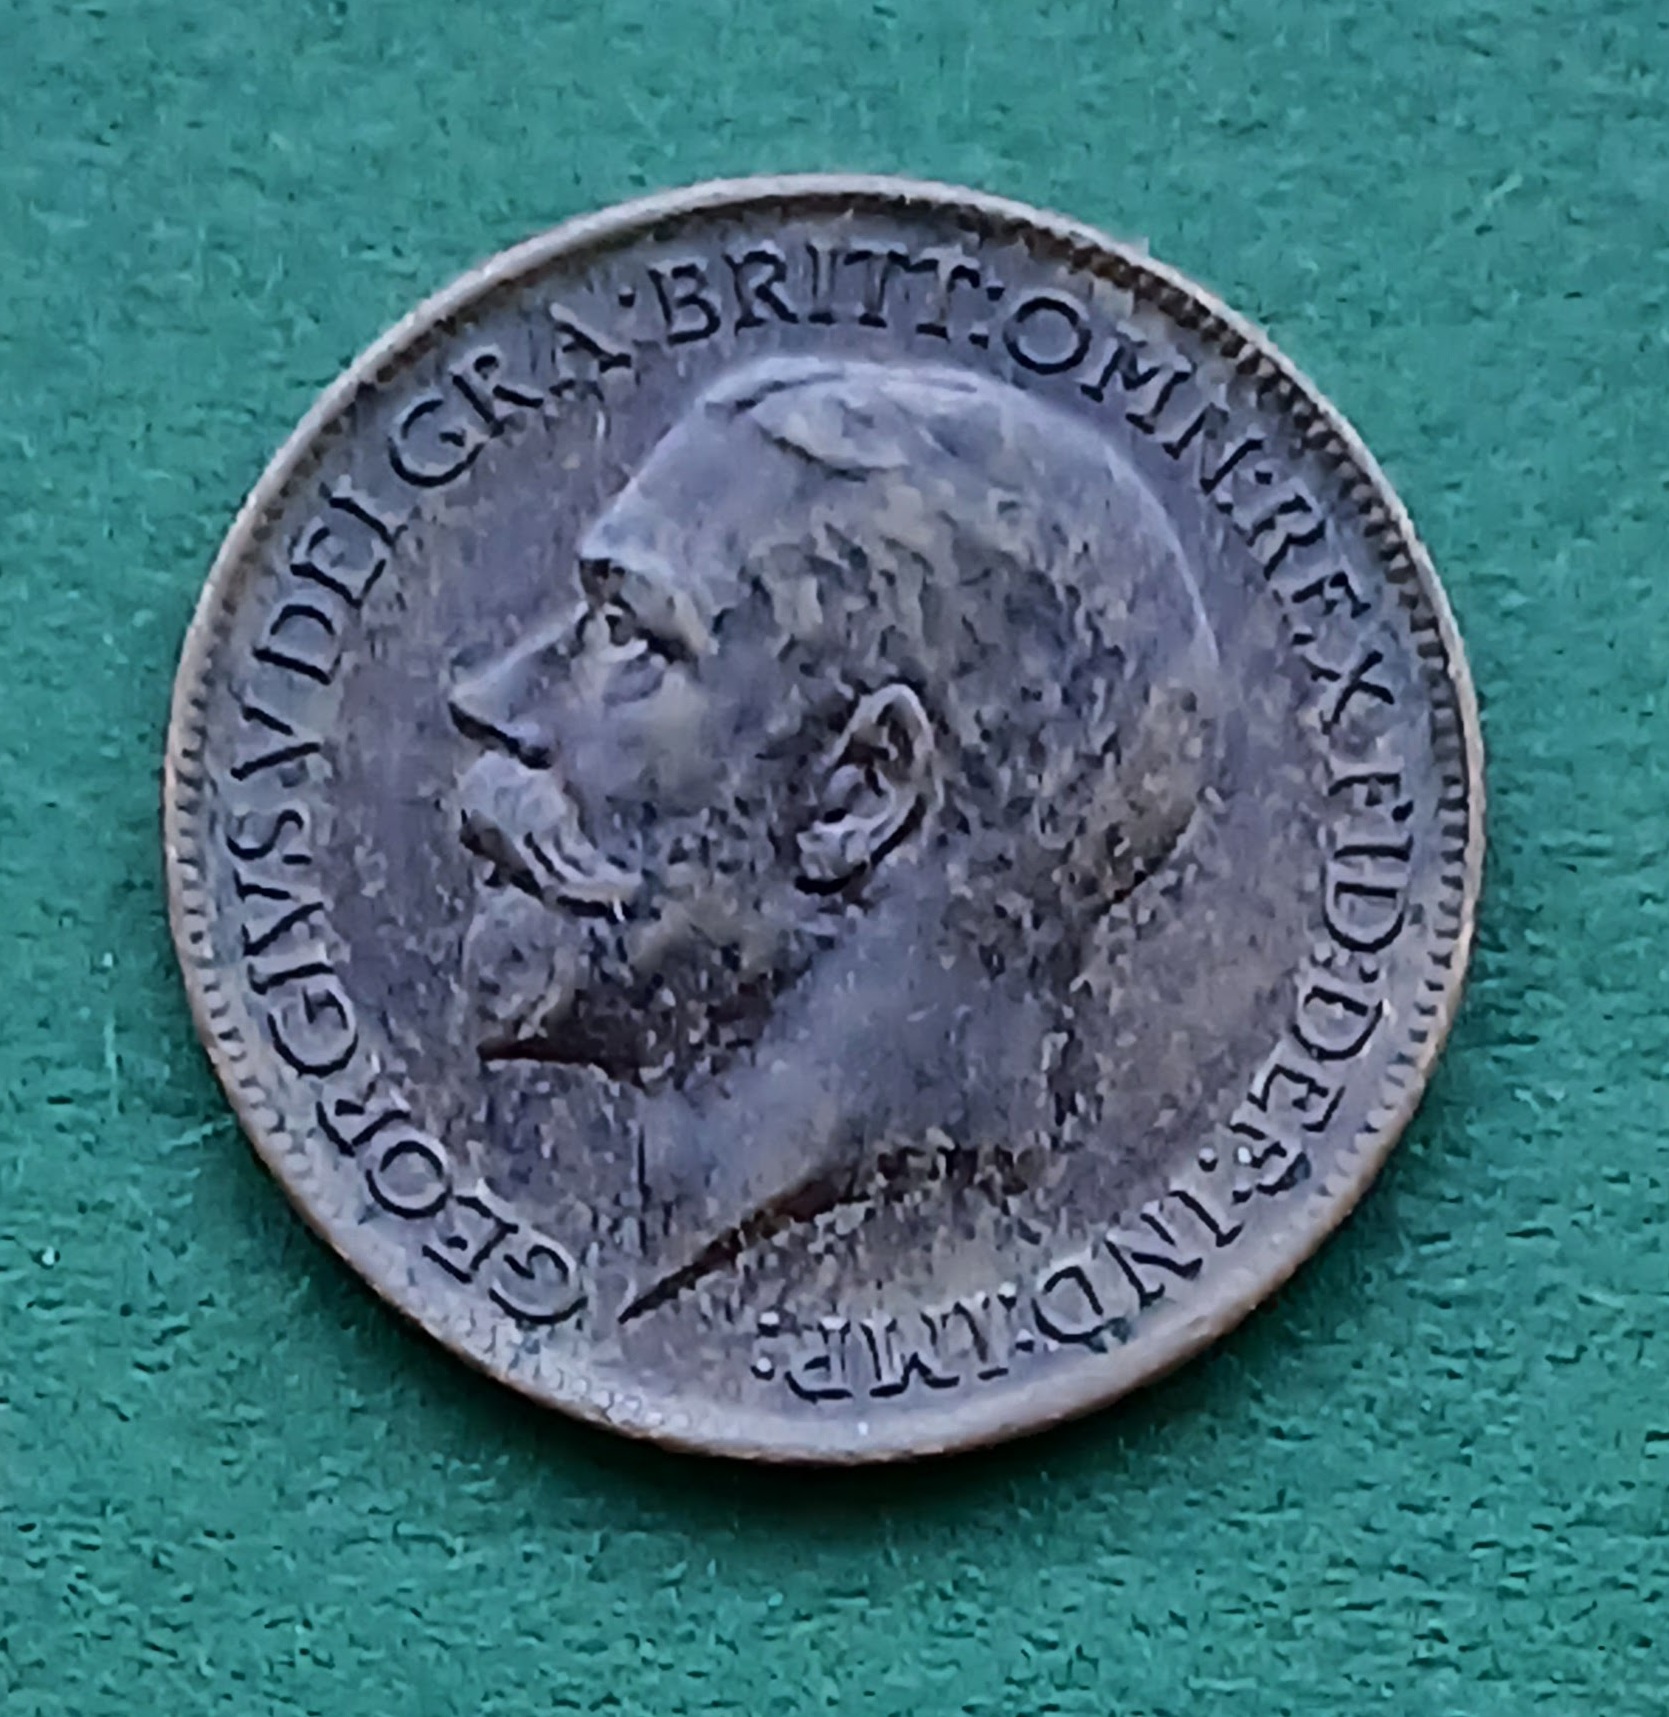 GEORGIVS V DEI GRA: BRITT: OMN: REX FID: DEF: IND: IMP: